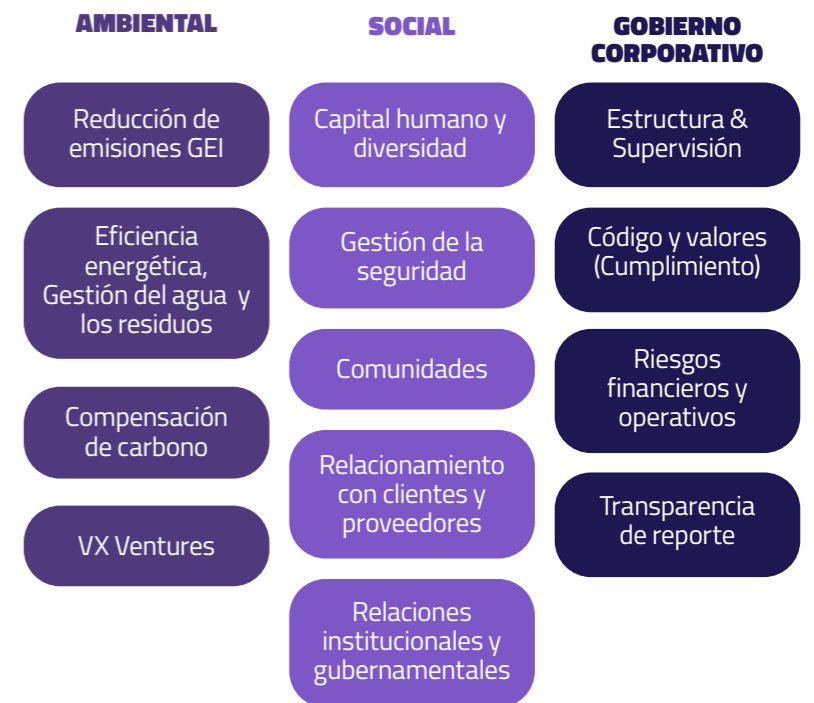 AMBIENTAL
Reducción de
emisiones GEI
Eficiencia
energética,
Gestión del agua y
los residuos
Compensación
de carbono
VX Ventures
SOCIAL
Capital humano y
diversidad
Gestión de la
seguridad
Comunidades
Relacionamiento
con clientes y
proveedores
Relaciones
institucionales y
gubernamentales
GOBIERNO
CORPORATIVO
Estructura &
Supervisión
Código y valores
(Cumplimiento)
Riesgos
financieros y
operativos
Transparencia
de reporte